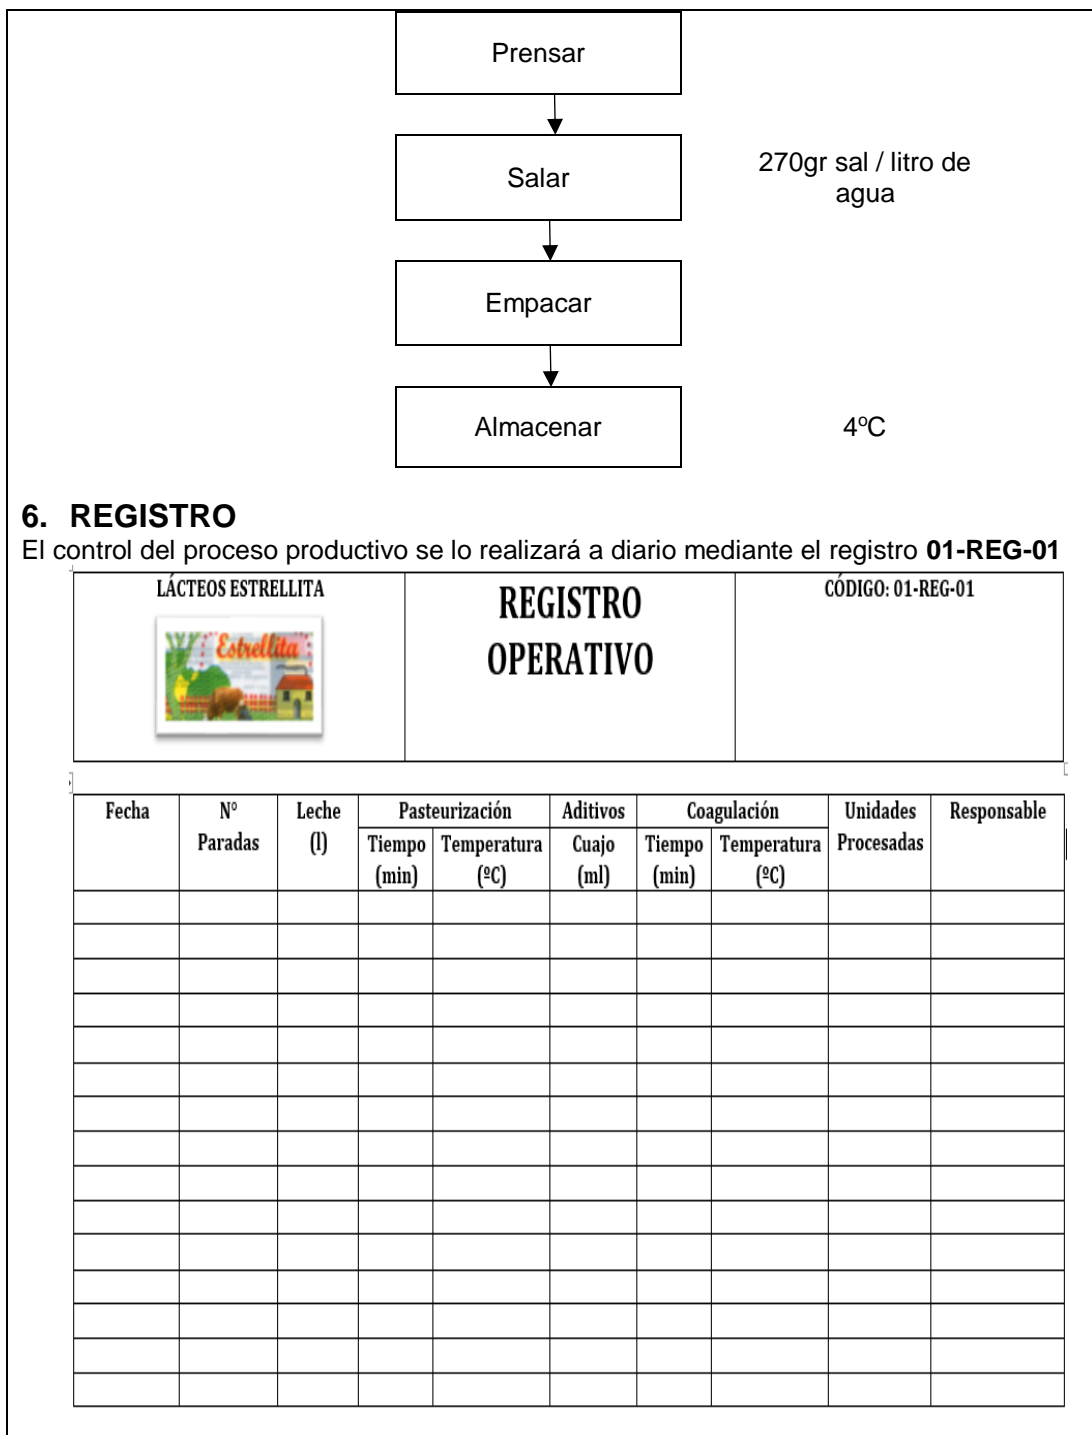 Prensar
Salar
270gr sal / litro de
agua
Empacar
Almacenar
4ºC
6. REGISTRO
El control del proceso productivo se lo realizará a diario mediante el registro 01-REG-01
LÁCTEOS ESTRELLITA
Estrellita
REGISTRO
OPERATIVO
CÓDIGO: 01-REG-01
Fecha N° Leche Pasteurización Aditivos Coagulación Unidades Responsable
Paradas (l) Tiempo Temperatura Cuajo Tiempo Temperatura Procesadas
(min) (ºC) (ml) (min) (ºC)